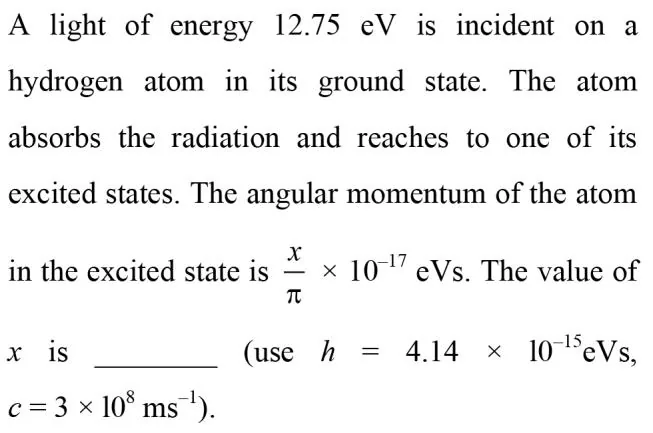 A light of energy 12.75 eV is incident on a
hydrogen atom in its ground state. The atom
absorbs the radiation and reaches to one of its
excited states. The angular momentum of the atom
in the excited state is x/π × 10⁻¹⁷ eVs. The value of
x is ________ (use h = 4.14 × 10⁻¹⁵eVs,
c = 3 × 10⁸ ms⁻¹).